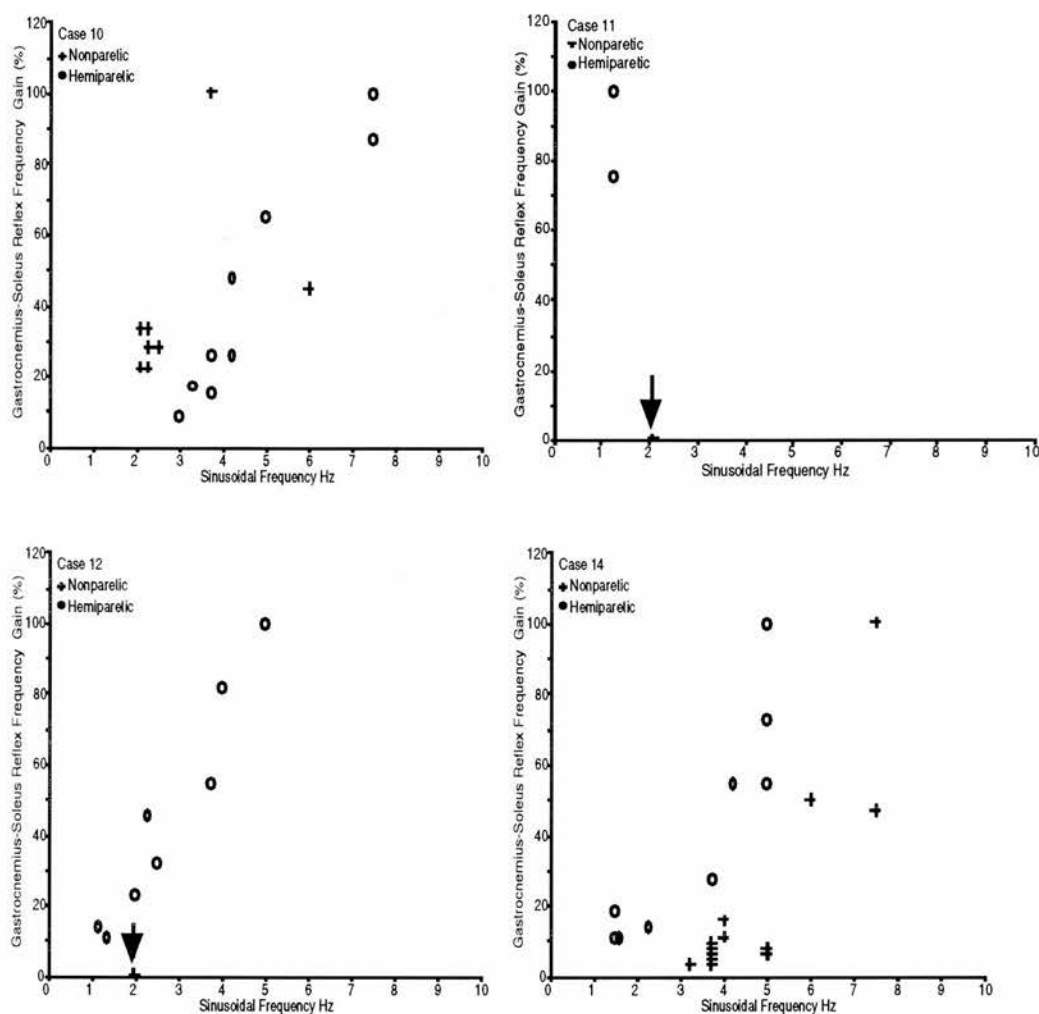 Case 10
Nonparetic
Hemiparelic
Gastrocnemius-Soleus Reflex Frequency Gain (%)
120
100
80
60
40
20
0
0 1 2 3 4 5 6 7 8 9 10
Sinusoidal Frequency Hz
Case 11
Nonparetic
Hemiparetic
Gastrocnemius-Soleus Reflex Frequency Gain (%)
120
100
80
60
40
20
0
0 1 2 3 4 5 6 7 8 9 10
Sinusoidal Frequency Hz
Case 12
Nonparetic
Hemiparelic
Gastrocnemius-Soleus Reflex Frequency Gain (%)
120
100
80
60
40
20
0
0 1 2 3 4 5 6 7 8 9 10
Sinusoidal Frequency Hz
Case 14
Nonparetic
Hemiparelic
Gastrocnemius-Soleus Reflex Frequency Gain (%)
120
100
80
60
40
20
0
0 1 2 3 4 5 6 7 8 9 10
Sinusoidal Frequency Hz